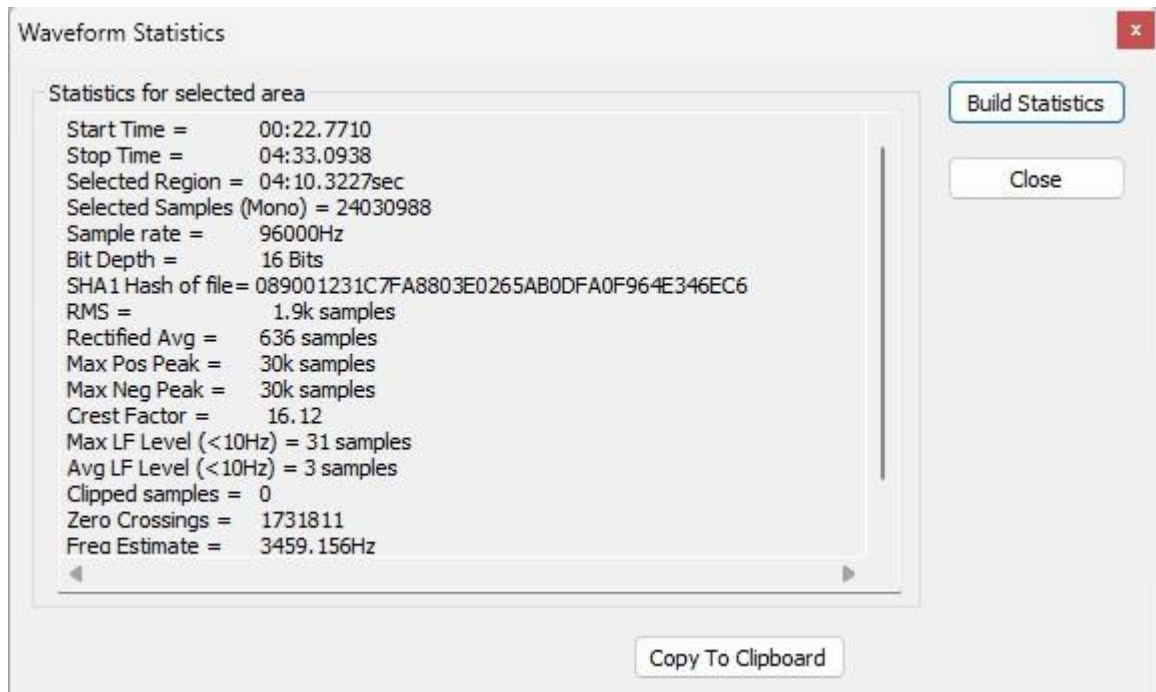 Waveform Statistics
x
Statistics for selected area
Build Statistics
Start Time = 00:22.7710
Stop Time = 04:33.0938
Close
Selected Region = 04:10.3227sec
Selected Samples (Mono) = 24030988
Sample rate = 96000Hz
Bit Depth = 16 Bits
SHA1 Hash of file= 089001231C7FA8803E0265AB0DFA0F964E346EC6
RMS = 1.9k samples
Rectified Avg = 636 samples
Max Pos Peak = 30k samples
Max Neg Peak = 30k samples
Crest Factor = 16.12
Max LF Level (<10Hz) = 31 samples
Avg LF Level (<10Hz) = 3 samples
Clipped samples = 0
Zero Crossings = 1731811
Freq Estimate = 3459.156Hz
Copy To Clipboard